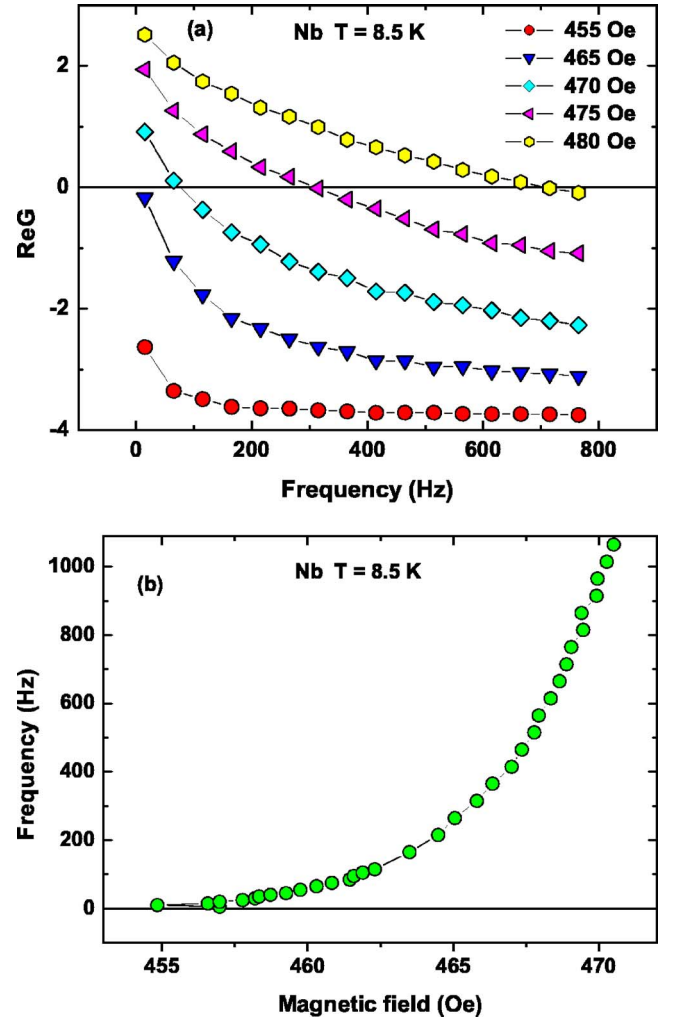 (a) Nb T = 8.5 K
455 Oe
465 Oe
470 Oe
475 Oe
480 Oe
2
0
-2
-4
ReG
0 200 400 600 800
Frequency (Hz)
(b) Nb T = 8.5 K
1000
800
600
400
200
0
Frequency (Hz)
455 460 465 470
Magnetic field (Oe)